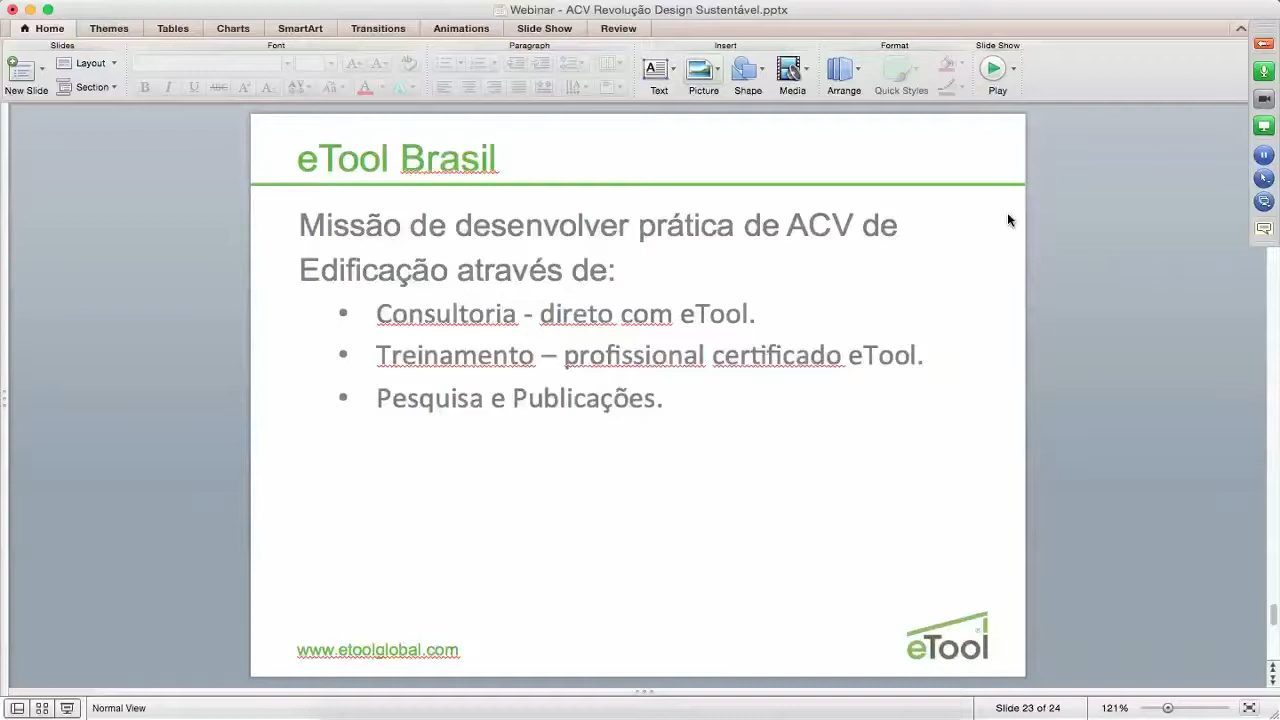 Webinar - ACV Revolução Design Sustentável.pptx
Home Themes Tables Charts SmartArt Transitions Animations Slide Show Review
Slides Font Paragraph Insert Format Slide Show
Layout
Section
New Slide Text Picture Shape Media Arrange Quick Styles Play
eTool Brasil
Missão de desenvolver prática de ACV de
Edificação através de:
• Consultoria - direto com eTool.
• Treinamento – profissional certificado eTool.
• Pesquisa e Publicações.
www.etoolglobal.com
eTool
Normal View Slide 23 of 24 121%